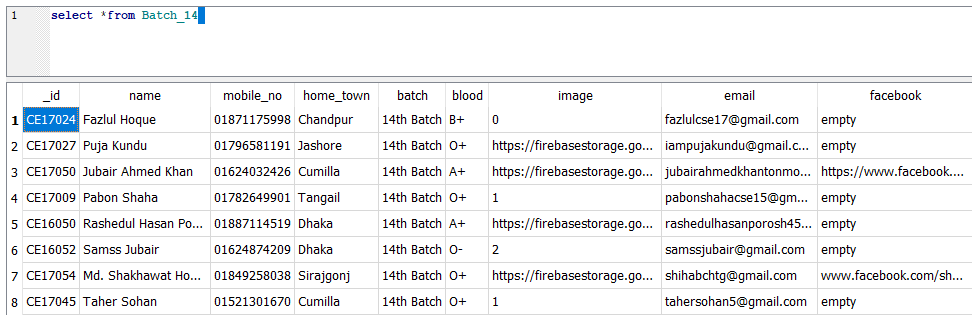 1 select *from Batch_14
_id name mobile_no home_town batch blood image email facebook
1 CE17024 Fazlul Hoque 01871175998 Chandpur 14th Batch B+ 0 fazlulcse17@gmail.com empty
2 CE17027 Puja Kundu 01796581191 Jashore 14th Batch O+ https://firebasestorage.go... iampujakundu@gmail.c... empty
3 CE17050 Jubair Ahmed Khan 01624032426 Cumilla 14th Batch A+ https://firebasestorage.go... jubairahmedkhantonmo... https://www.facebook....
4 CE17009 Pabon Shaha 01782649901 Tangail 14th Batch O+ 1 pabonshahacse15@gm... empty
5 CE16050 Rashedul Hasan Po... 01887114519 Dhaka 14th Batch A+ https://firebasestorage.go... rashedulhasanporosh45... empty
6 CE16052 Samss Jubair 01624874209 Dhaka 14th Batch O- 2 samssjubair@gmail.com empty
7 CE17054 Md. Shakhawat Ho... 01849258038 Sirajgonj 14th Batch O+ https://firebasestorage.go... shihabchtg@gmail.com www.facebook.com/sh...
8 CE17045 Taher Sohan 01521301670 Cumilla 14th Batch O+ 1 tahersohan5@gmail.com empty